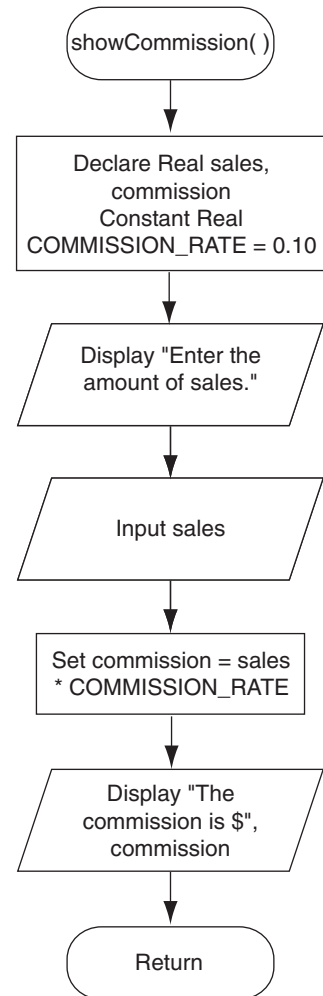 showCommission( )
Declare Real sales,
commission
Constant Real
COMMISSION_RATE = 0.10
Display "Enter the
amount of sales."
Input sales
Set commission = sales
* COMMISSION_RATE
Display "The
commission is $",
commission
Return